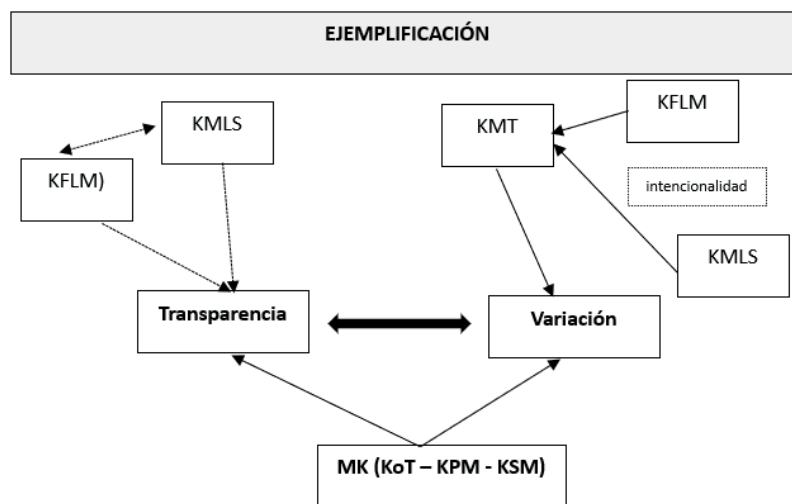 EJEMPLIFICACIÓN
KMLS
KFLM)
KMT
KFLM
intencionalidad
KMLS
Transparencia
Variación
MK (KoT – KPM - KSM)